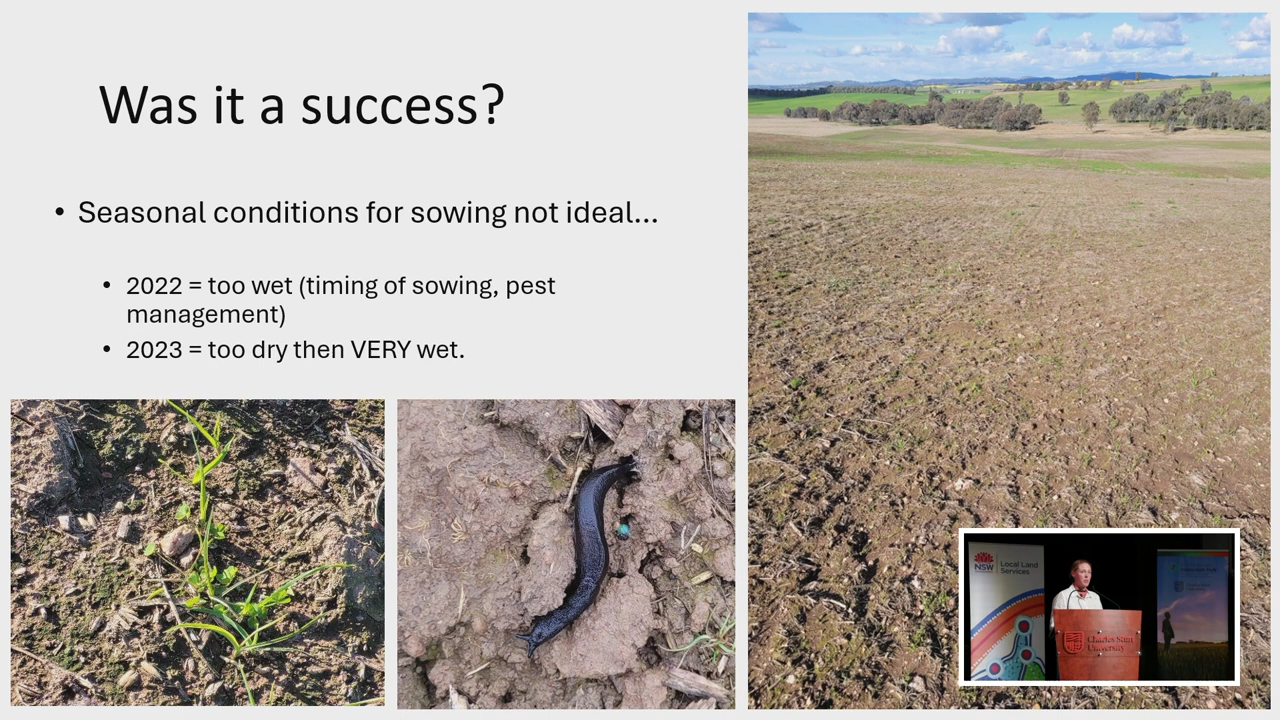 Was it a success?
• Seasonal conditions for sowing not ideal...
• 2022 = too wet (timing of sowing, pest
management)
• 2023 = too dry then VERY wet.
NSW
Local Land
Services
Charles Sturt
University